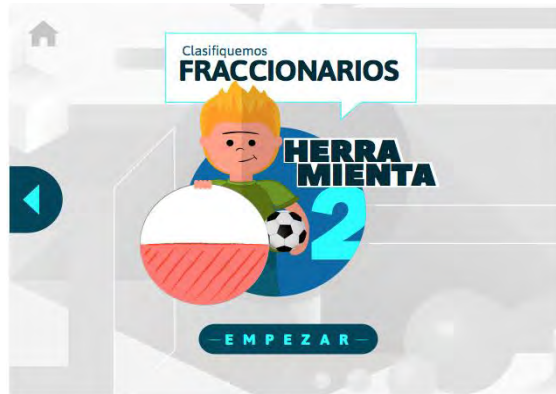 Clasifiquemos
FRACCIONARIOS
HERRA
MIENTA
2
EMPEZAR